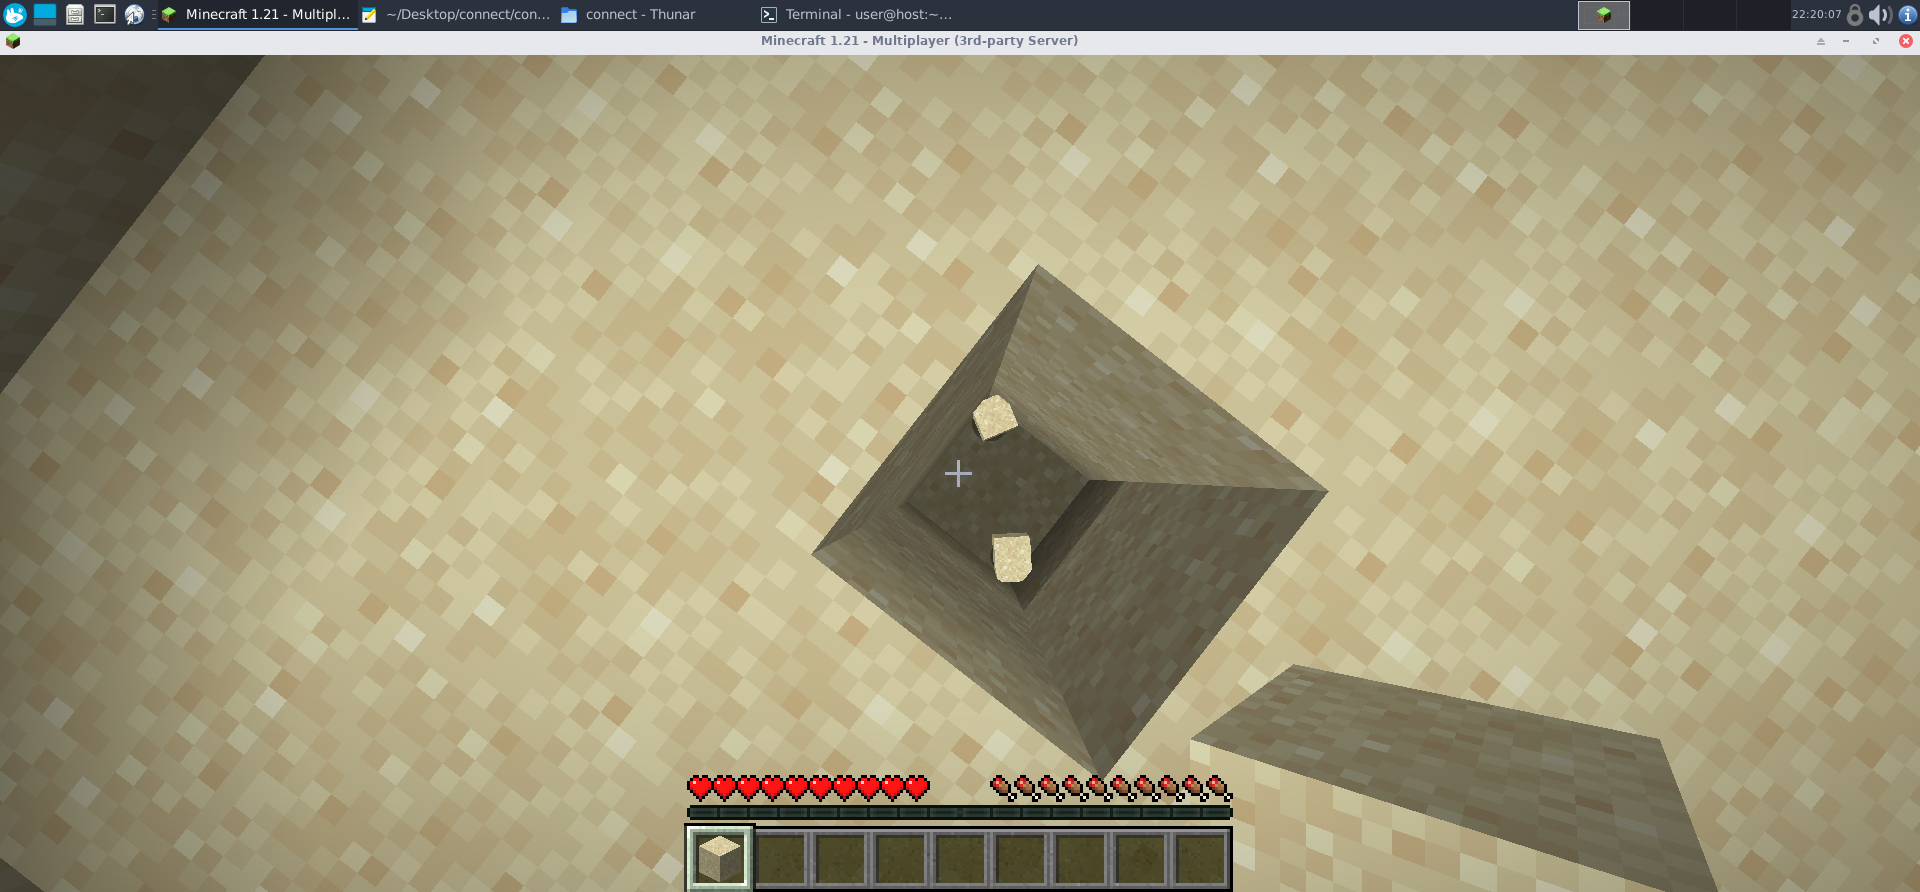 Minecraft 1.21 - Multipl...
~/Desktop/connect/con...
connect - Thunar
Terminal - user@host:~...
22:20:07
Minecraft 1.21 - Multiplayer (3rd-party Server)